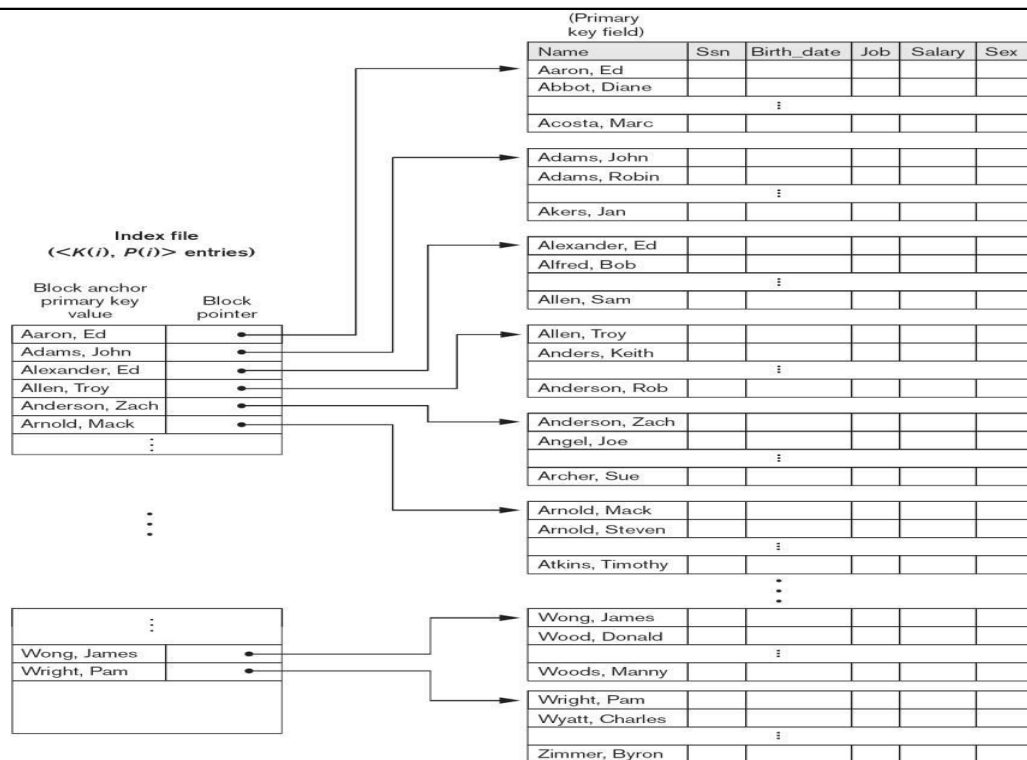 (Primary
key field)
Name Ssn Birth_date Job Salary Sex
Aaron, Ed
Abbot, Diane
⋮
Acosta, Marc
Adams, John
Adams, Robin
⋮
Akers, Jan
Alexander, Ed
Alfred, Bob
⋮
Allen, Sam
Allen, Troy
Anders, Keith
⋮
Anderson, Rob
Anderson, Zach
Angel, Joe
⋮
Archer, Sue
Arnold, Mack
Arnold, Steven
⋮
Atkins, Timothy
⋮
Wong, James
Wood, Donald
⋮
Woods, Manny
Wright, Pam
Wyatt, Charles
⋮
Zimmer, Byron
Index file
(<K(i), P(i)> entries)
Block anchor
primary key
value
Block
pointer
Aaron, Ed
Adams, John
Alexander, Ed
Allen, Troy
Anderson, Zach
Arnold, Mack
⋮
⋮
⋮
Wong, James
Wright, Pam